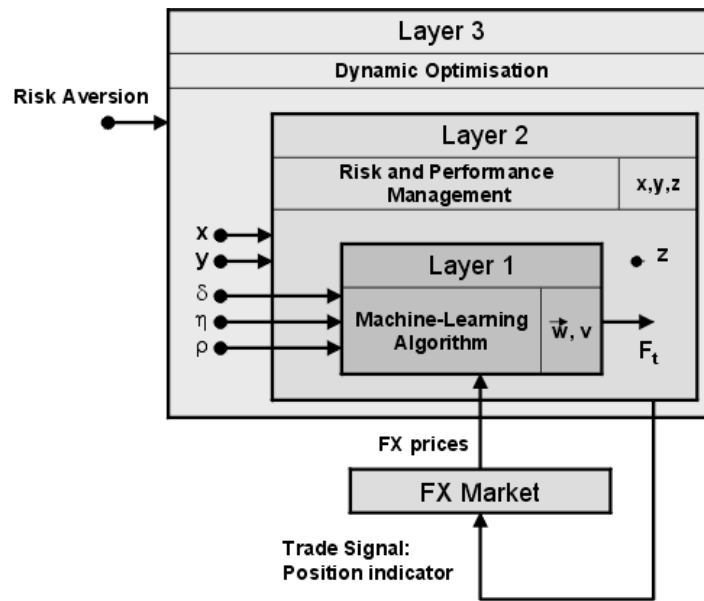 Layer 3
Dynamic Optimisation
Risk Aversion
Layer 2
Risk and Performance
Management
x,y,z
x
y
z
Layer 1
δ
η
ρ
Machine-Learning
Algorithm
w, v
F_t
FX prices
FX Market
Trade Signal:
Position indicator